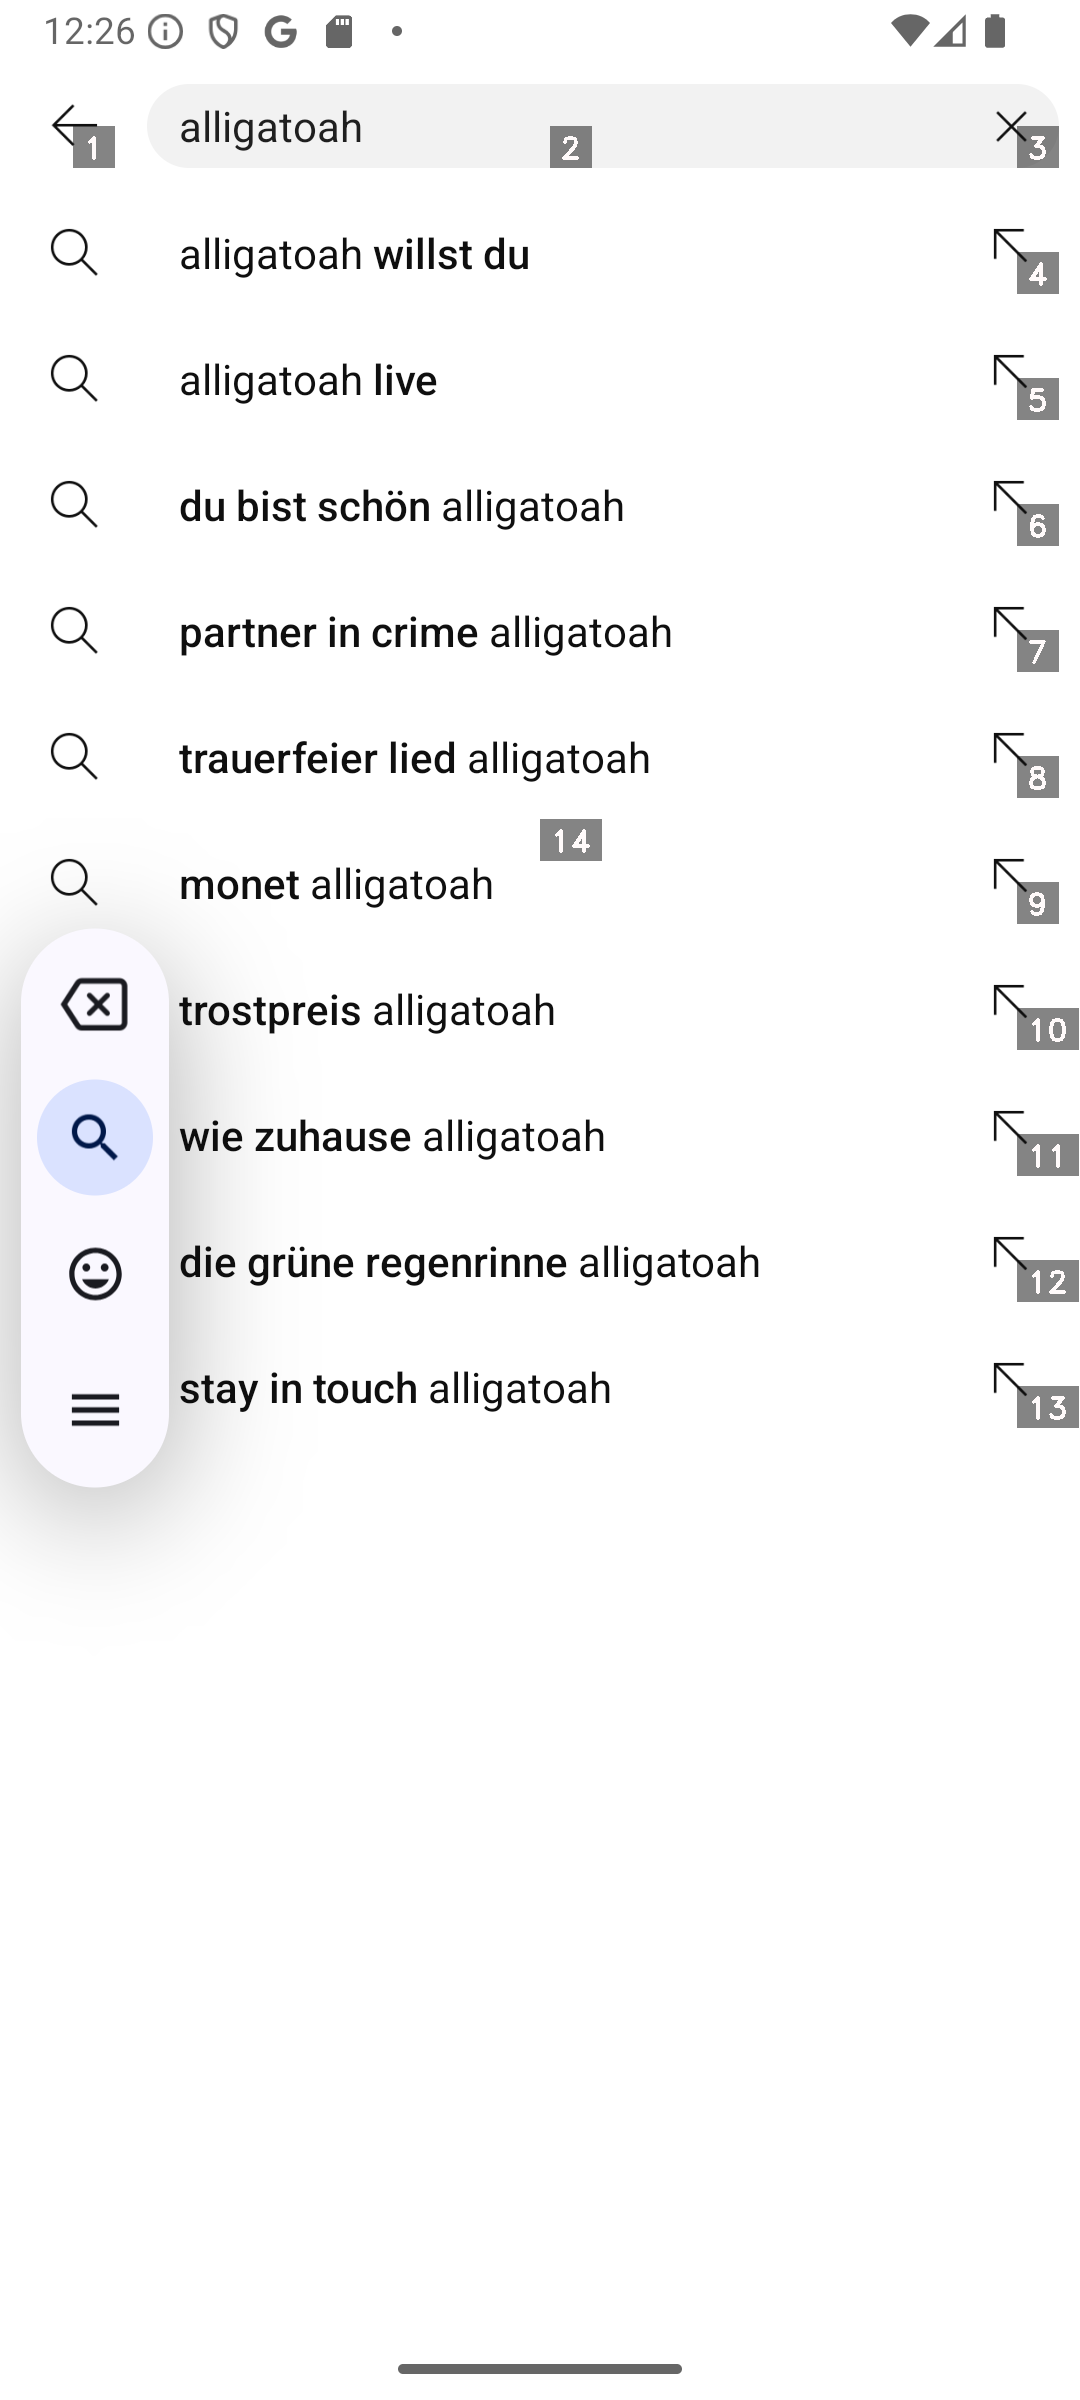 12:26
alligatoah
1
2
3
alligatoah willst du
4
alligatoah live
5
du bist schön alligatoah
6
partner in crime alligatoah
7
trauerfeier lied alligatoah
8
14
monet alligatoah
9
trostpreis alligatoah
10
wie zuhause alligatoah
11
die grüne regenrinne alligatoah
12
stay in touch alligatoah
13